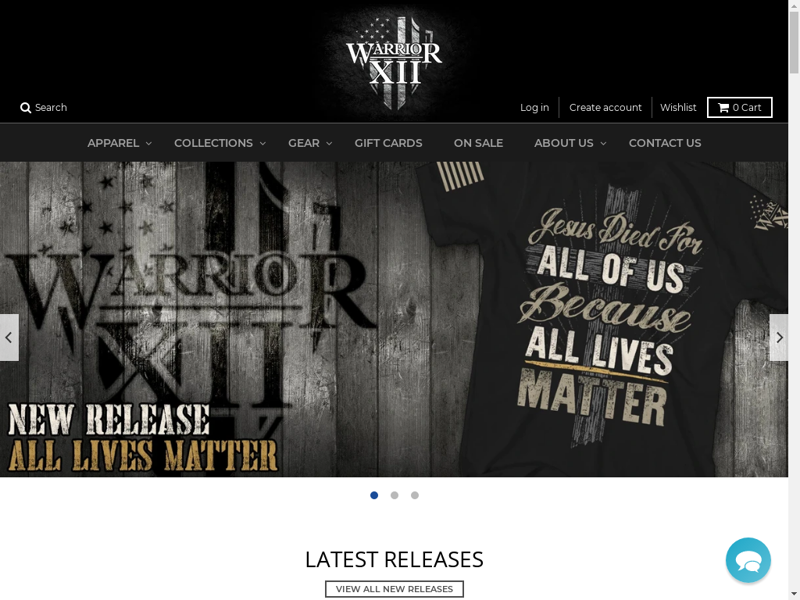 WARRIOR
XII
Search
Log in
Create account
Wishlist
0 Cart
APPAREL
COLLECTIONS
GEAR
GIFT CARDS
ON SALE
ABOUT US
CONTACT US
WARRIOR
XII
NEW RELEASE
ALL LIVES MATTER
Jesus Died For
ALL OF US
Because
ALL LIVES
MATTER
LATEST RELEASES
VIEW ALL NEW RELEASES